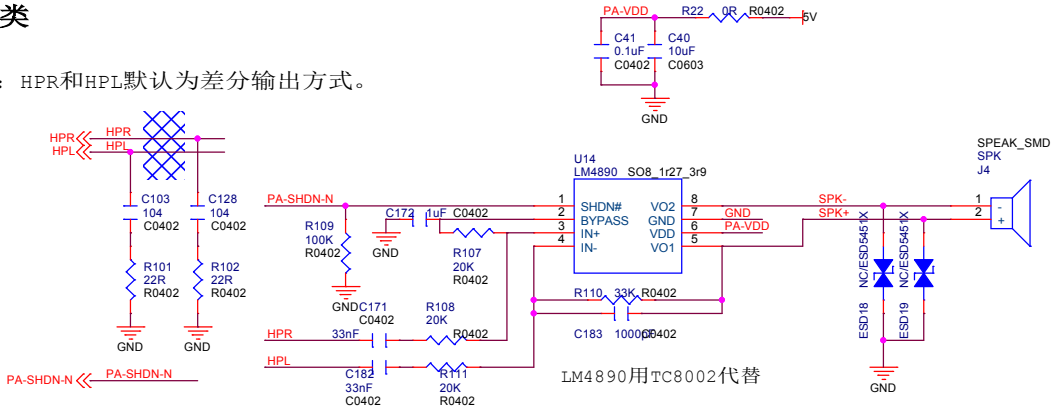 类
：HPR和HPL默认为差分输出方式。
PA-VDD
R22 0R R0402
5V
C41
0.1uF
C0402
C40
10uF
C0603
GND
HPR HPR
HPL HPL
C103
104
C0402
C128
104
C0402
R101
22R
R0402
R102
22R
R0402
GND
GND
PA-SHDN-N PA-SHDN-N
PA-SHDN-N
R109
100K
R0402
GND
C172 1uF C0402
GND
R107
20K
R0402
U14
LM4890 SO8_1r27_3r9
1 SHDN#
2 BYPASS
3 IN+
4 IN-
VO2 8
GND 7
VDD 6
VO1 5
GND
PA-VDD
SPK-
SPK+
C171
C0402
33nF
R108
20K
R0402
HPR
HPL
C182
33nF
C0402
R111
20K
R0402
R110 33K R0402
C183 1000pF C0402
LM4890用TC8002代替
ESD18 NC/ESD5451X
ESD19 NC/ESD5451X
GND
SPEAK_SMD
SPK
J4
1 -
2 +